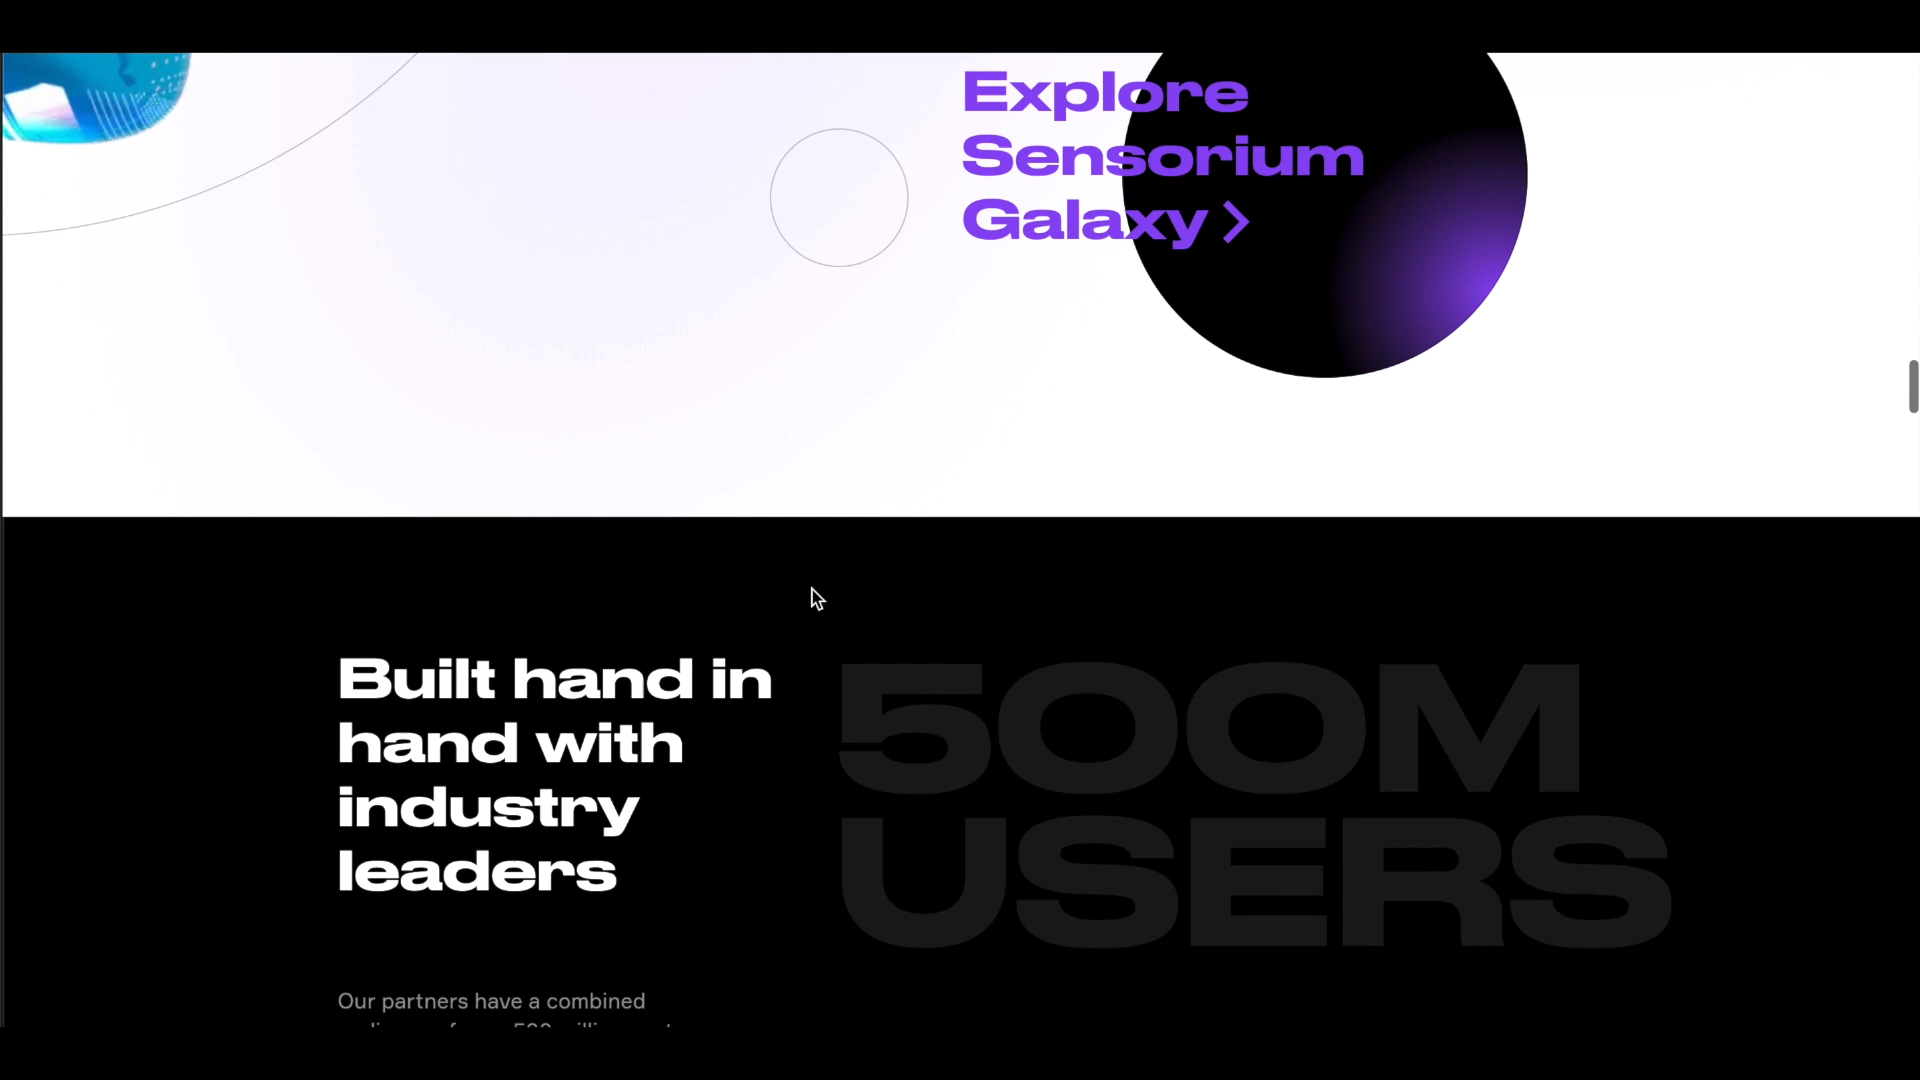 Explore
Sensorium
Galaxy
Built hand in
hand with
industry
leaders
500M
USERS
Our partners have a combined